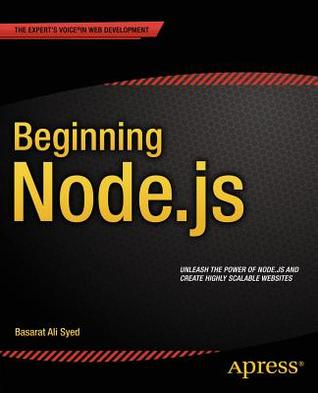 THE EXPERT'S VOICE® IN WEB DEVELOPMENT
Beginning
Node.js
UNLEASH THE POWER OF NODE.JS AND
CREATE HIGHLY SCALABLE WEBSITES
Basarat Ali Syed
Apress®